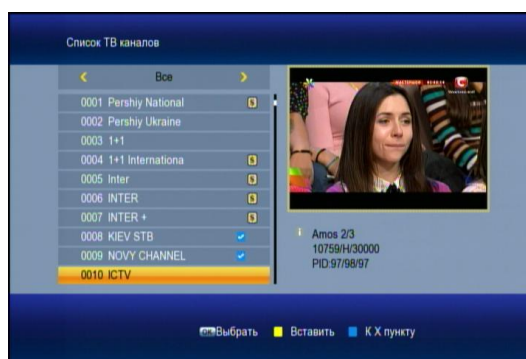 Список ТВ каналов
Все
0001 Pershiy National
0002 Pershiy Ukraine
0003 1+1
0004 1+1 Internationa
0005 Inter
0006 INTER
0007 INTER +
0008 KIEV STB
0009 NOVY CHANNEL
0010 ICTV
Amos 2/3
10759/H/30000
PID:97/98/97
OK Выбрать Вставить К X пункту